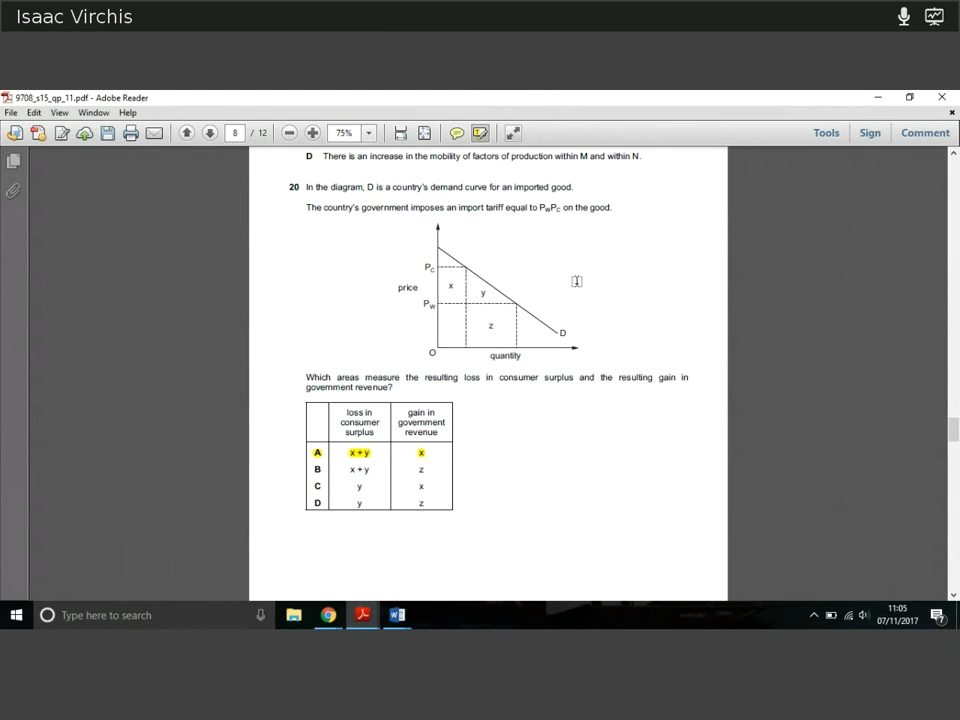 Isaac Virchis
9708_s15_qp_11.pdf - Adobe Reader
File Edit View Window Help
8 / 12 75% Tools Sign Comment
D There is an increase in the mobility of factors of production within M and within N.
20 In the diagram, D is a country's demand curve for an imported good.
The country's government imposes an import tariff equal to PWPC on the good.
PC
x
y
price
PW
z
D
O
quantity
Which areas measure the resulting loss in consumer surplus and the resulting gain in
government revenue?
loss in consumer surplus gain in government revenue
A x + y x
B x + y z
C y x
D y z
Type here to search
11:05
07/11/2017
7